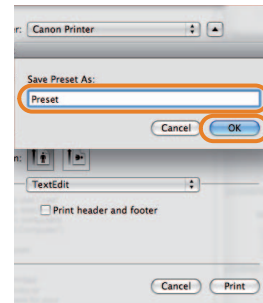 r: Canon Printer
Save Preset As:
Preset
Cancel OK
n:
TextEdit
Print header and footer
Cancel Print